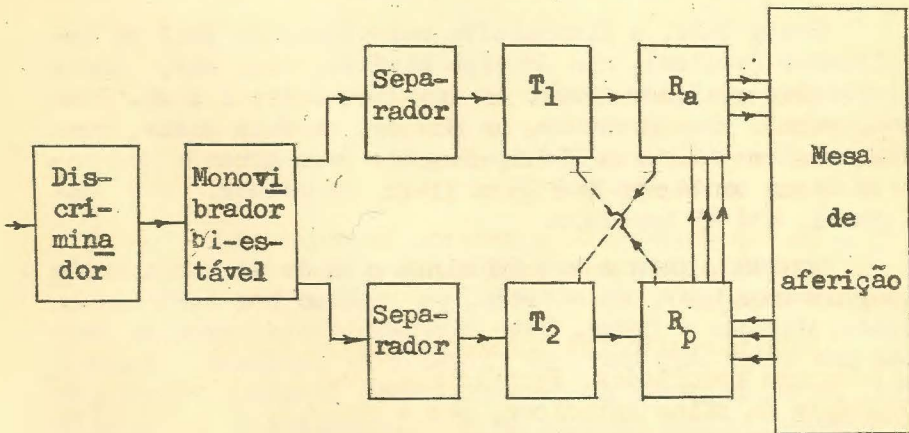 Sepa-
rador
T1
Ra
Dis-
cri-
mina
dor
Monovi
brador
bi-es-
tável
Mesa
de
aferição
Sepa-
rador
T2
Rp